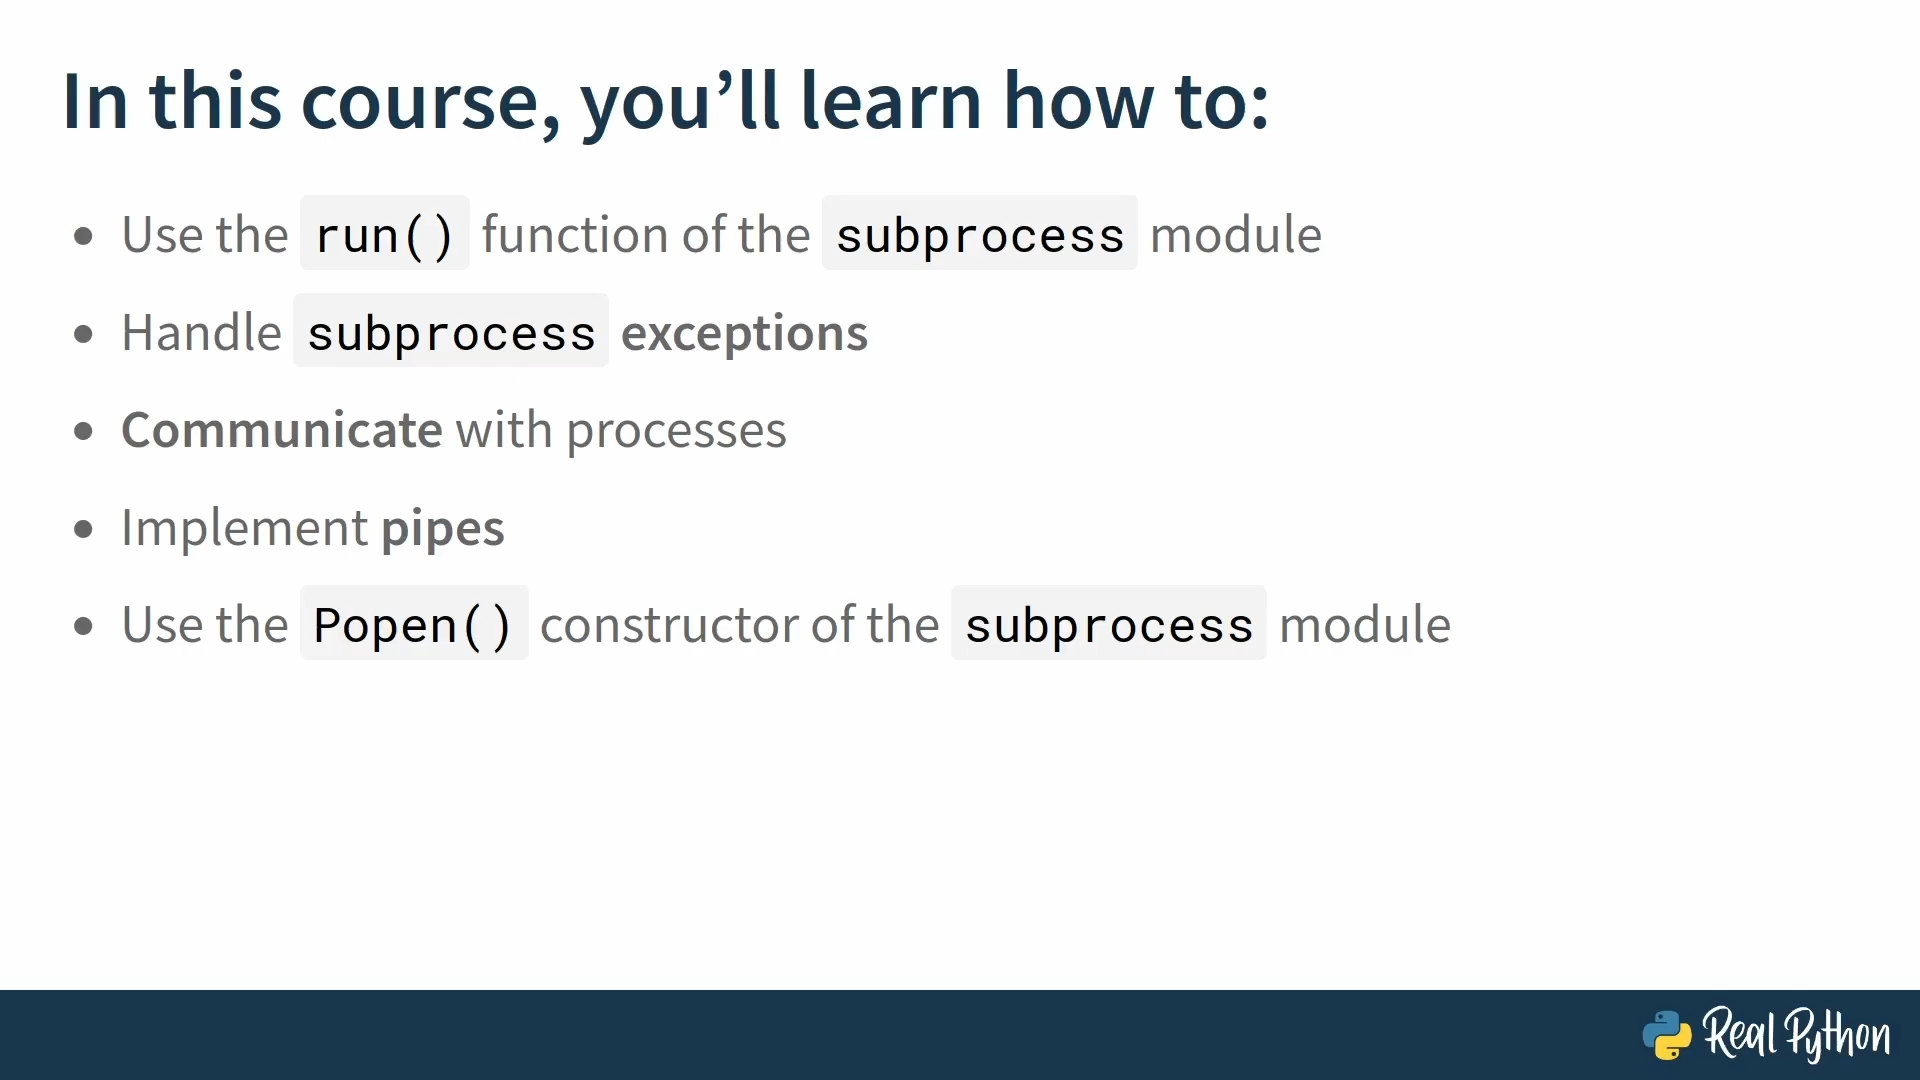 In this course, you’ll learn how to:
• Use the run() function of the subprocess module
• Handle subprocess exceptions
• Communicate with processes
• Implement pipes
• Use the Popen() constructor of the subprocess module
Real Python